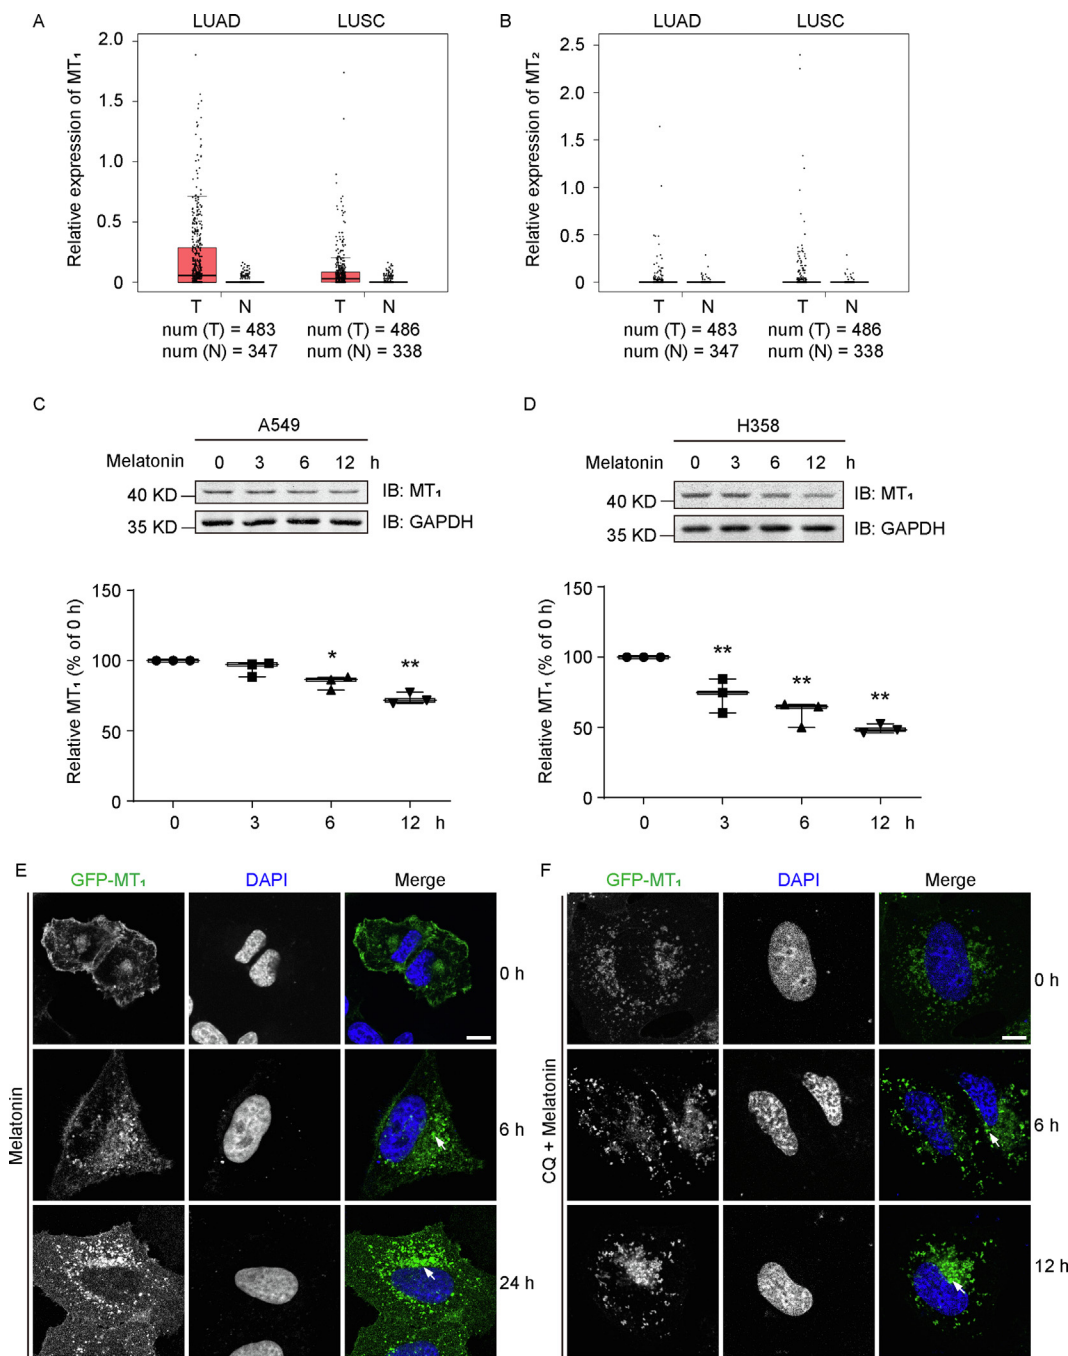 A
LUAD LUSC
Relative expression of MT₁
2.0
1.5
1.0
0.5
0
T N T N
num (T) = 483 num (T) = 486
num (N) = 347 num (N) = 338
B
LUAD LUSC
Relative expression of MT₂
2.5
2.0
1.5
1.0
0.5
0
T N T N
num (T) = 483 num (T) = 486
num (N) = 347 num (N) = 338
C
A549
Melatonin 0 3 6 12 h
40 KD IB: MT₁
35 KD IB: GAPDH
Relative MT₁ (% of 0 h)
150
100
50
0
* **
0 3 6 12 h
D
H358
Melatonin 0 3 6 12 h
40 KD IB: MT₁
35 KD IB: GAPDH
Relative MT₁ (% of 0 h)
150
100
50
0
** ** **
0 3 6 12 h
E
GFP-MT₁ DAPI Merge
Melatonin
0 h
6 h
24 h
F
GFP-MT₁ DAPI Merge
CQ + Melatonin
0 h
6 h
12 h